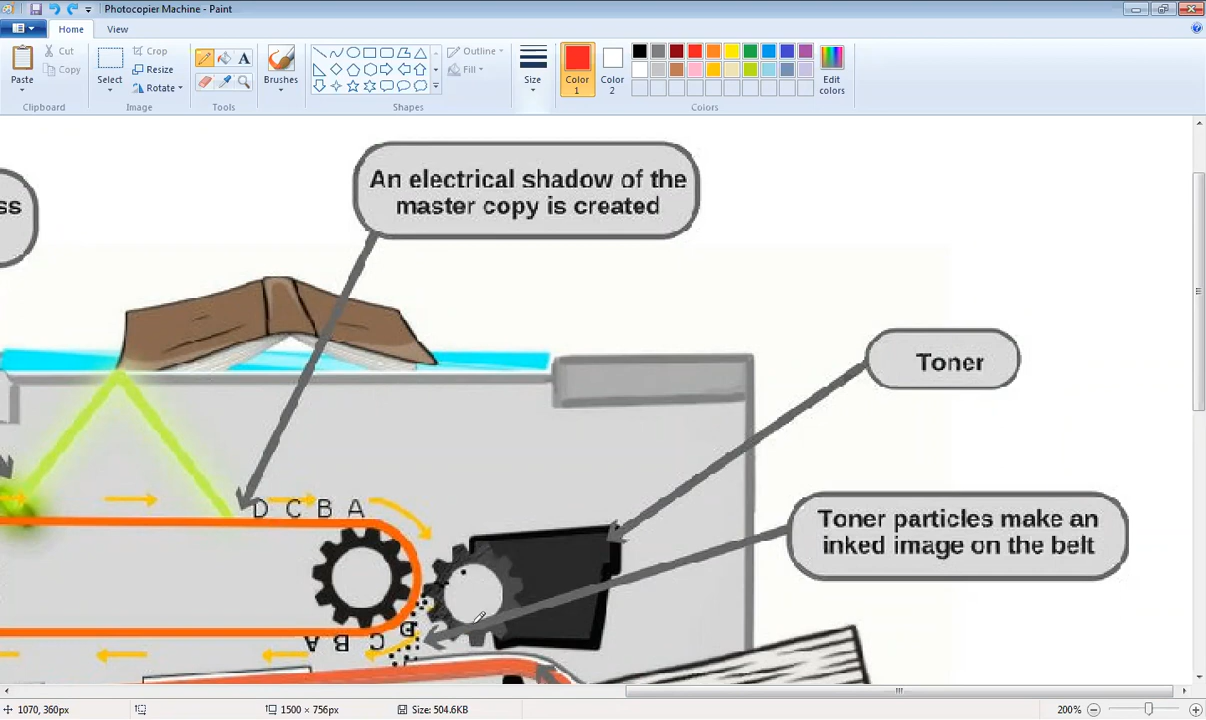 Photocopier Machine - Paint
Home
View
Paste
Cut
Copy
Clipboard
Select
Crop
Resize
Rotate
Image
A
Tools
Brushes
Outline
Fill
Shapes
Size
Color
1
Color
2
Edit
colors
Colors
ss
An electrical shadow of the
master copy is created
Toner
D C B A
Toner particles make an
inked image on the belt
A B C D
1070, 360px
1500 × 756px
Size: 504.6KB
200%